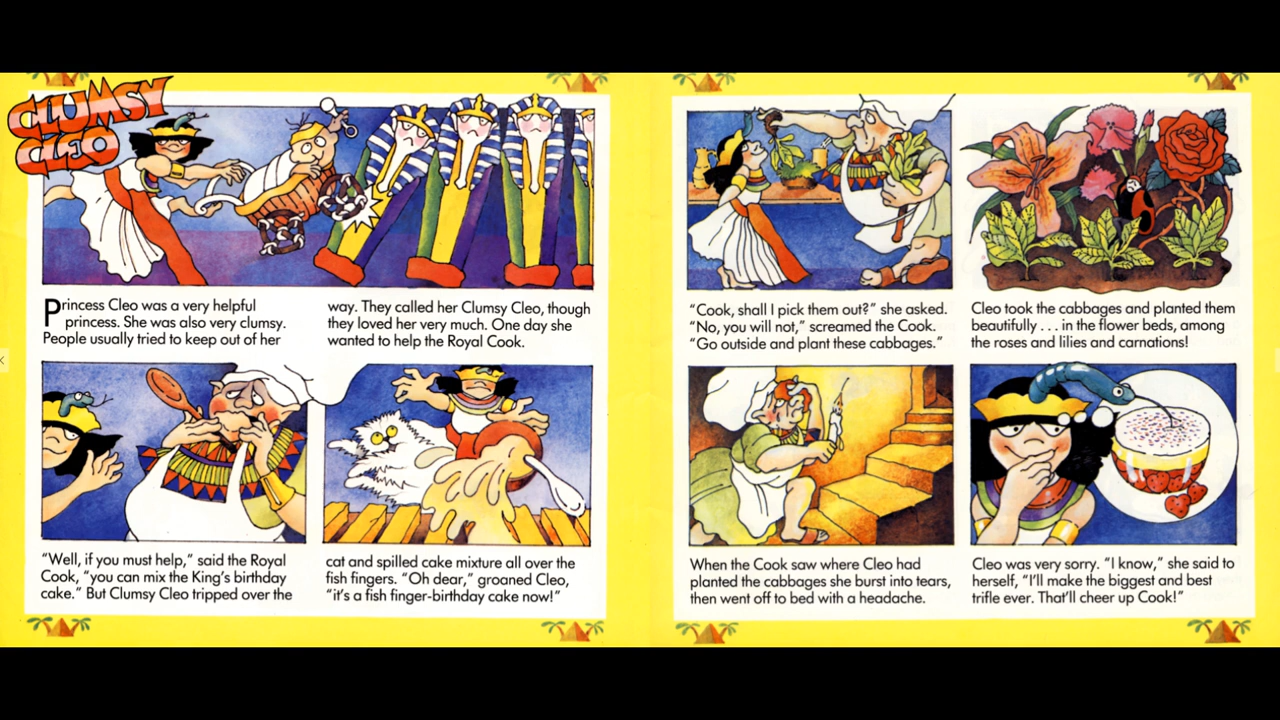 CLUMSY
CLEO
Princess Cleo was a very helpful
princess. She was also very clumsy.
People usually tried to keep out of her
way. They called her Clumsy Cleo, though
they loved her very much. One day she
wanted to help the Royal Cook.
“Well, if you must help,” said the Royal
Cook, “you can mix the King’s birthday
cake.” But Clumsy Cleo tripped over the
cat and spilled cake mixture all over the
fish fingers. “Oh dear,” groaned Cleo,
“it’s a fish finger-birthday cake now!”
“Cook, shall I pick them out?” she asked.
“No, you will not,” screamed the Cook.
“Go outside and plant these cabbages.”
Cleo took the cabbages and planted them
beautifully . . . in the flower beds, among
the roses and lilies and carnations!
When the Cook saw where Cleo had
planted the cabbages she burst into tears,
then went off to bed with a headache.
Cleo was very sorry. “I know,” she said to
herself, “I’ll make the biggest and best
trifle ever. That’ll cheer up Cook!”